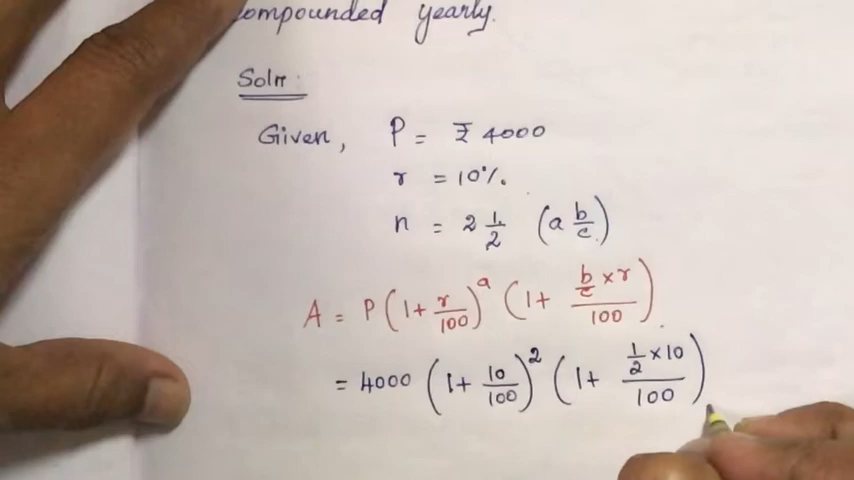 compounded yearly.
Soln:
Given, P = ₹ 4000
r = 10%.
n = 2 1/2 (a b/c)
A = P (1 + r/100)^a (1 + (b/c × r)/100).
= 4000 (1 + 10/100)^2 (1 + (1/2 × 10)/100)